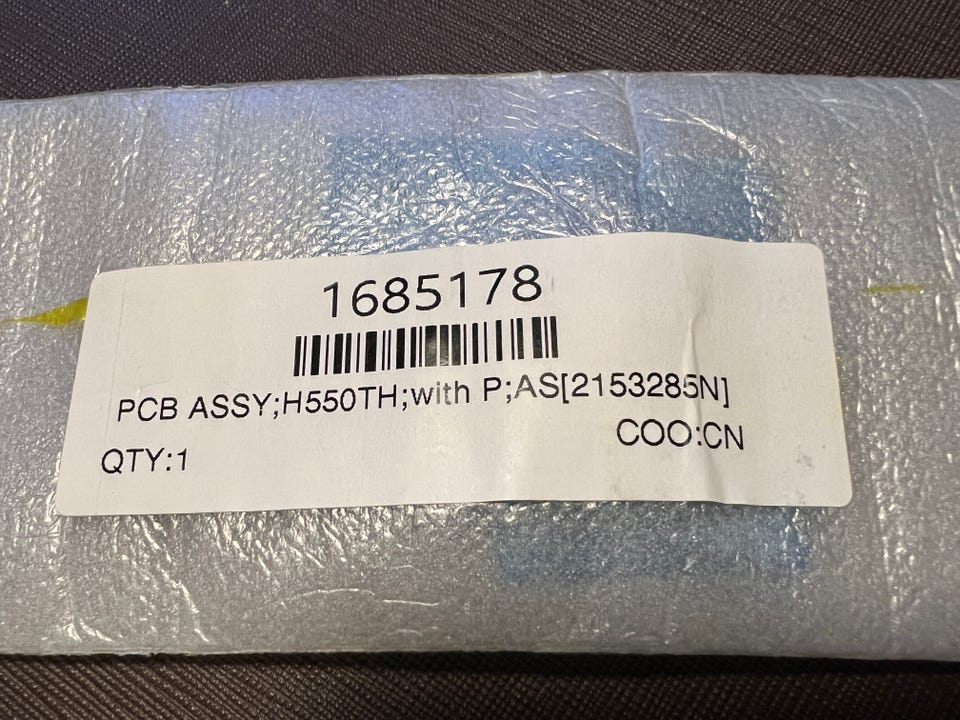 1685178
PCB ASSY;H550TH;with P;AS[2153285N]
QTY:1
COO:CN